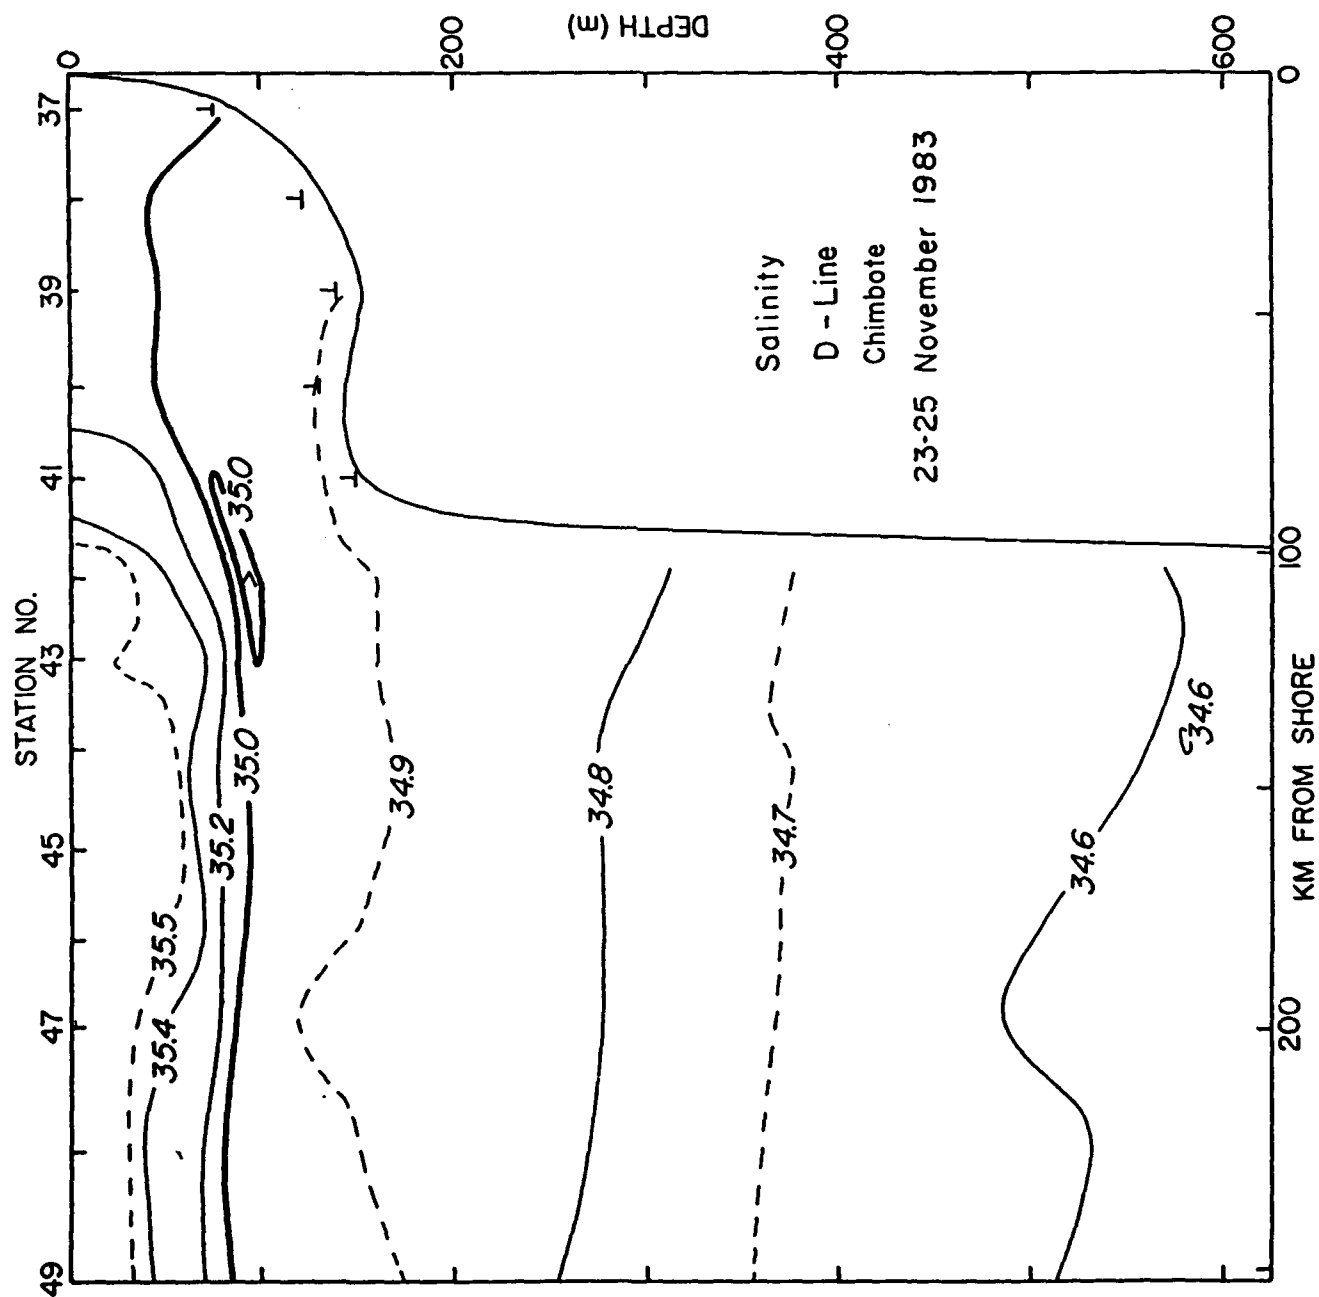 STATION NO.
49 47 45 43 41 39 37
0
35.5
35.4
35.2
35.0
35.0
200
34.9
DEPTH (m)
34.8
34.7
400
Salinity
D-Line
Chimbote
23-25 November 1983
34.6
34.6
600
200 100 0
KM FROM SHORE
T
T
T
T
T